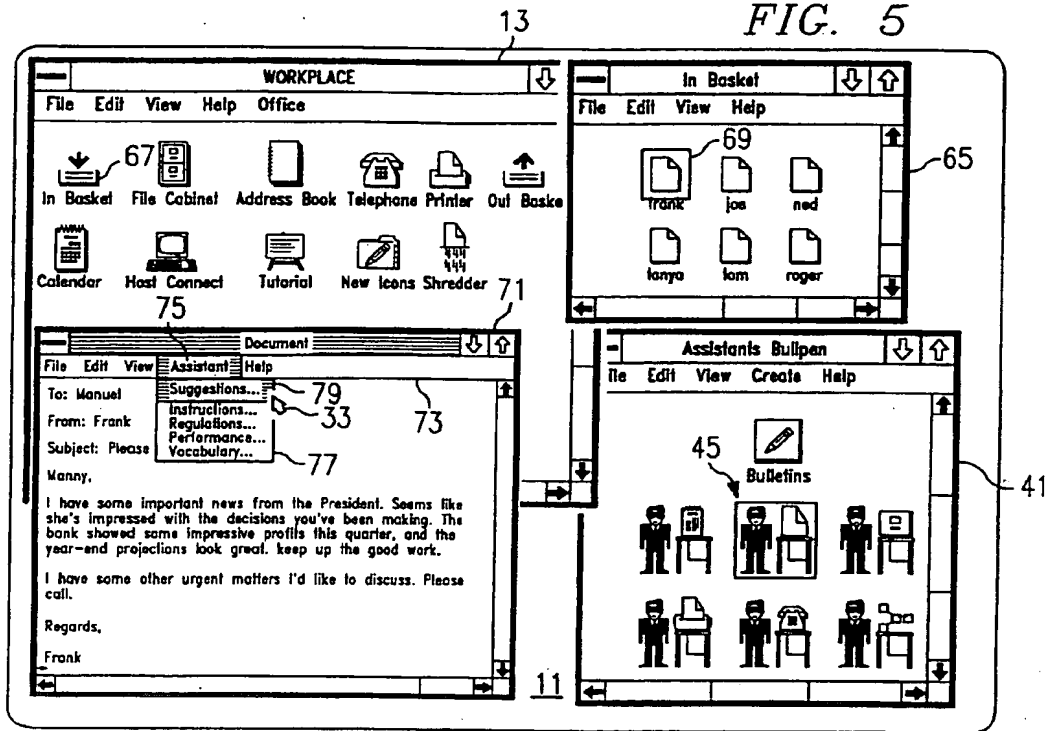 FIG. 5
13
WORKPLACE
File Edit View Help Office
67
In Basket File Cabinet Address Book Telephone Printer Out Baske
Calendar Host Connect Tutorial New Icons Shredder
In Basket
File Edit View Help
69
65
frank joe ned
tanya tom roger
75
71
Document
File Edit View Assistant Help
Suggestions...
Instructions...
Regulations...
Performance...
Vocabulary...
79
33
77
73
To: Manuel
From: Frank
Subject: Please
Manny,
I have some important news from the President. Seems like
she's impressed with the decisions you've been making. The
bank showed some impressive profits this quarter, and the
year-end projections look great. keep up the good work.
I have some other urgent matters I'd like to discuss. Please
call.
Regards,
Frank
11
Assistants Bullpen
ile Edit View Create Help
45
Bulletins
41